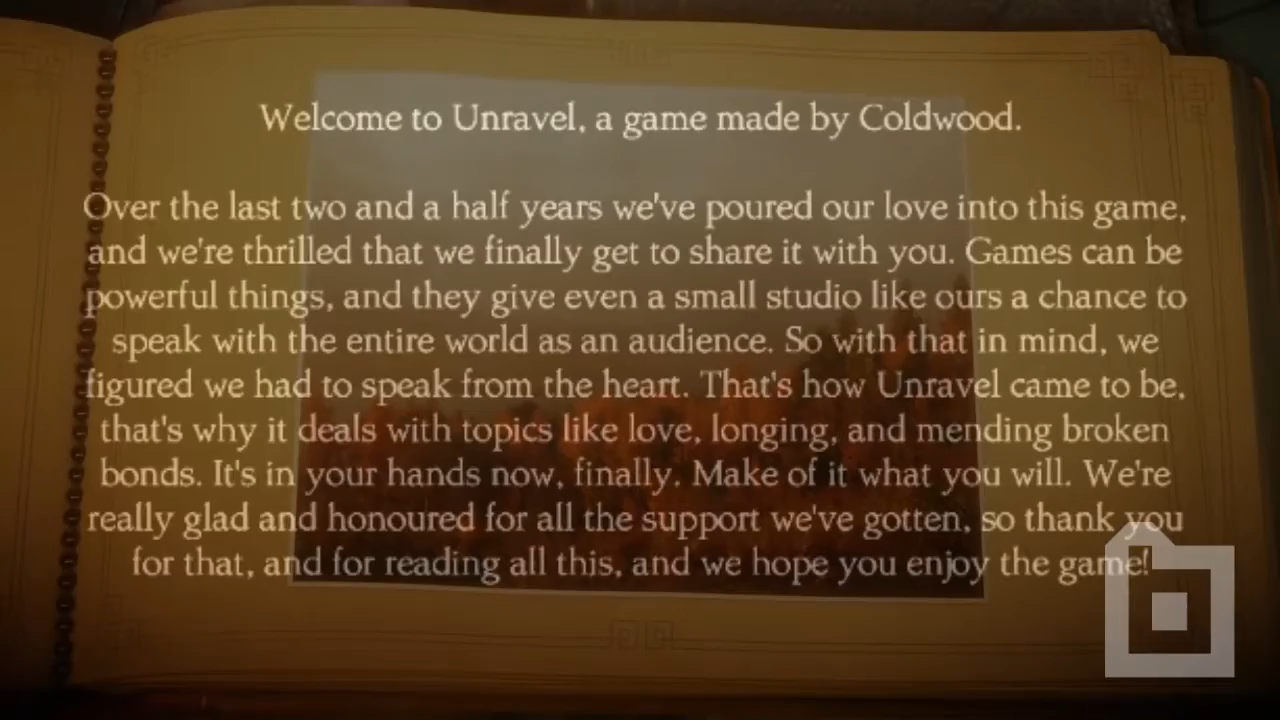 Welcome to Unravel, a game made by Coldwood.
Over the last two and a half years we've poured our love into this game,
and we're thrilled that we finally get to share it with you. Games can be
powerful things, and they give even a small studio like ours a chance to
speak with the entire world as an audience. So with that in mind, we
figured we had to speak from the heart. That's how Unravel came to be,
that's why it deals with topics like love, longing, and mending broken
bonds. It's in your hands now, finally. Make of it what you will. We're
really glad and honoured for all the support we've gotten, so thank you
for that, and for reading all this, and we hope you enjoy the game!